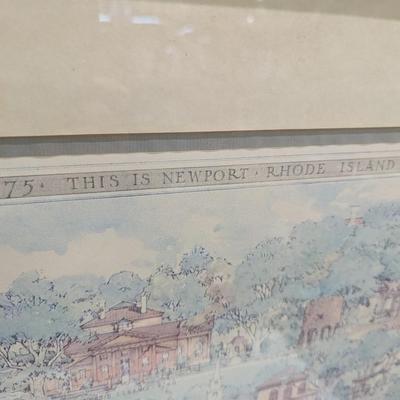 75 · THIS IS NEWPORT · RHODE ISLAND